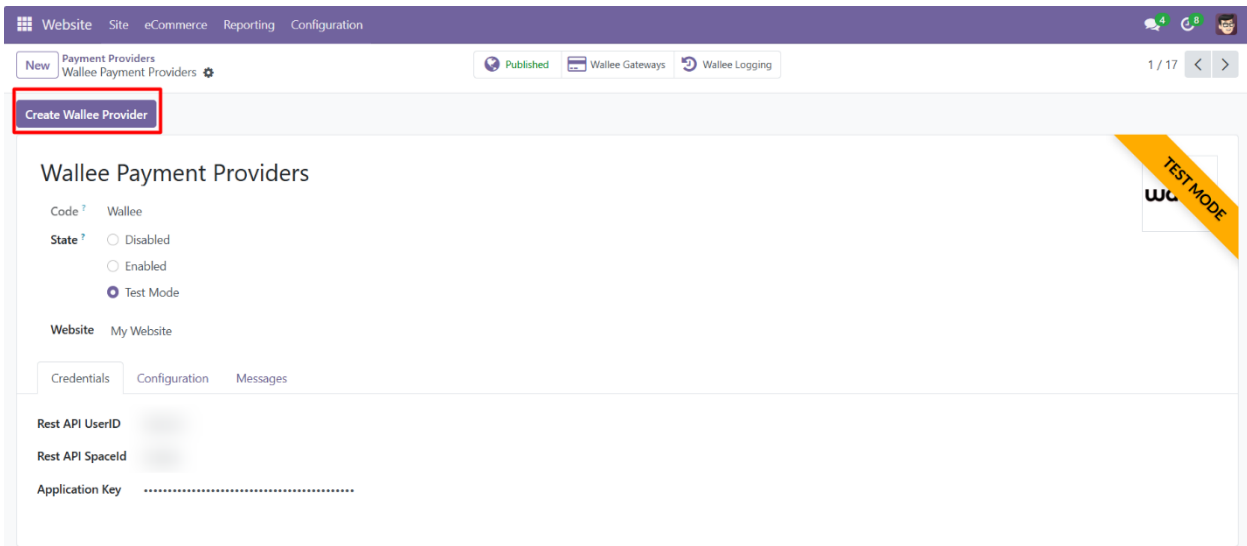 Website Site eCommerce Reporting Configuration 4 8
New Payment Providers
Wallee Payment Providers
Published Wallee Gateways Wallee Logging
1 / 17
Create Wallee Provider
Wallee Payment Providers
TEST MODE
Code ? Wallee
State ? Disabled
Enabled
Test Mode
Website My Website
Credentials Configuration Messages
Rest API UserID
Rest API SpaceId
Application Key